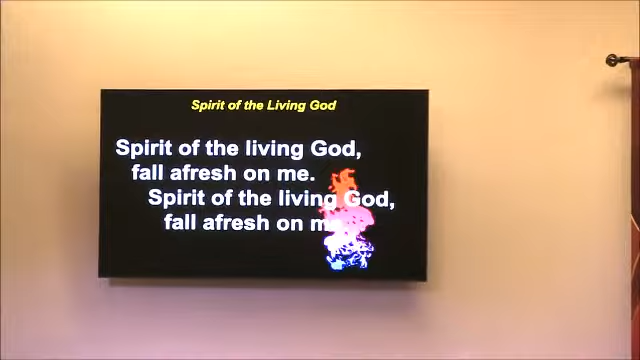 Spirit of the Living God
Spirit of the living God,
fall afresh on me.
Spirit of the living God,
fall afresh on